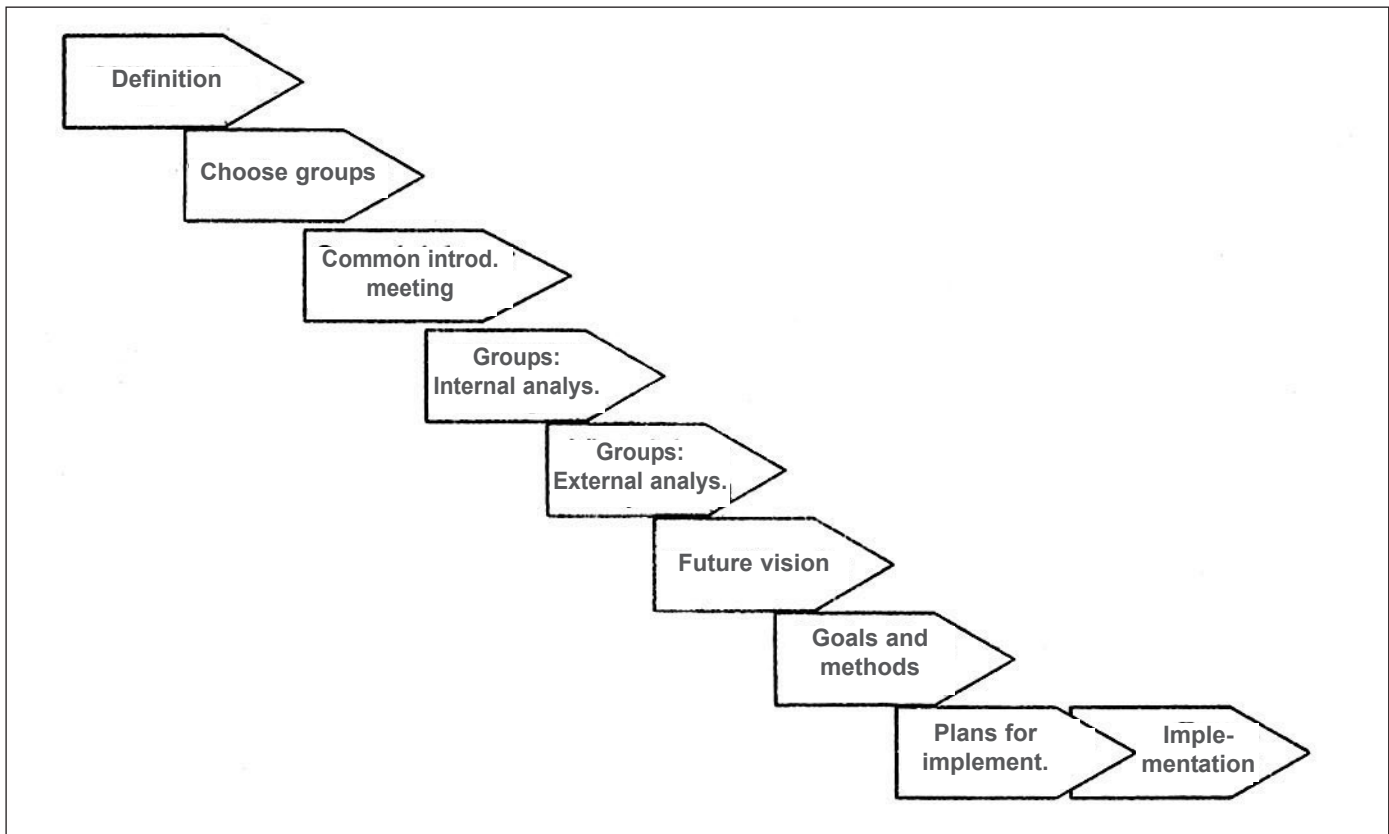 Definition
Choose groups
Common introd.
meeting
Groups:
Internal analys.
Groups:
External analys.
Future vision
Goals and
methods
Plans for
implement.
Imple-
mentation